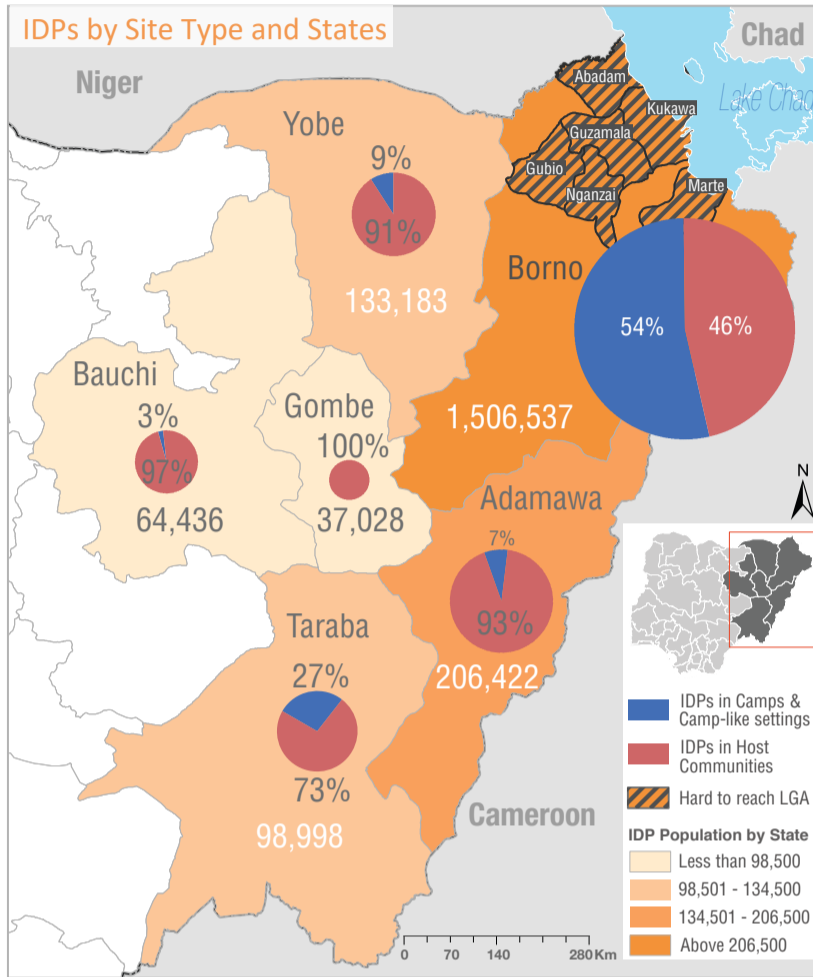 IDPs by Site Type and States
Chad
Niger
Lake Chad
Abadam
Kukawa
Guzamala
Gubio
Nganzai
Marte
Yobe
9%
91%
133,183
Borno
54%
46%
1,506,537
Bauchi
3%
97%
64,436
Gombe
100%
37,028
Adamawa
7%
93%
206,422
Taraba
27%
73%
98,998
Cameroon
N
IDPs in Camps &
Camp-like settings
IDPs in Host
Communities
Hard to reach LGA
IDP Population by State
Less than 98,500
98,501 - 134,500
134,501 - 206,500
Above 206,500
0 70 140 280 Km